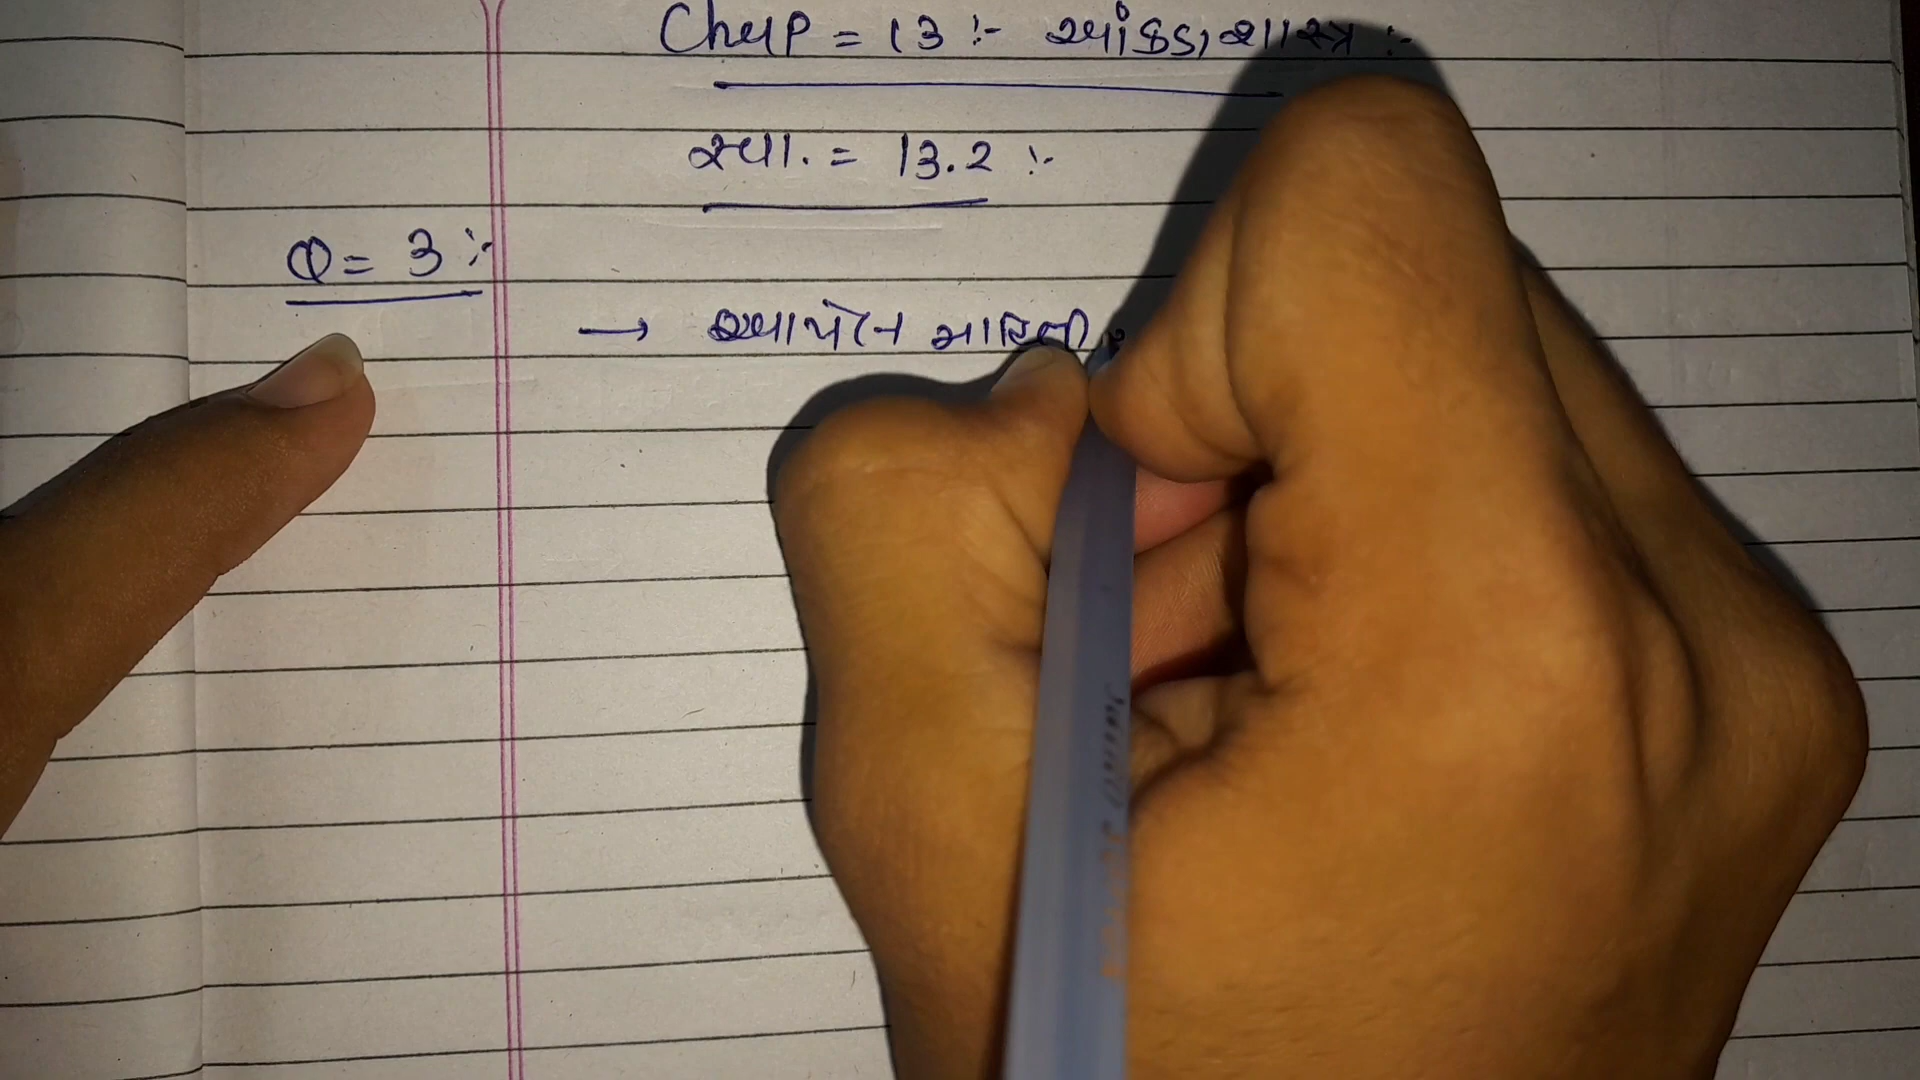 Chap = 13 :- આંકડાશાસ્ત્ર :-
સ્વા. = 13.2 :-
Q = 3 :-
→ આપેલ માહિતી